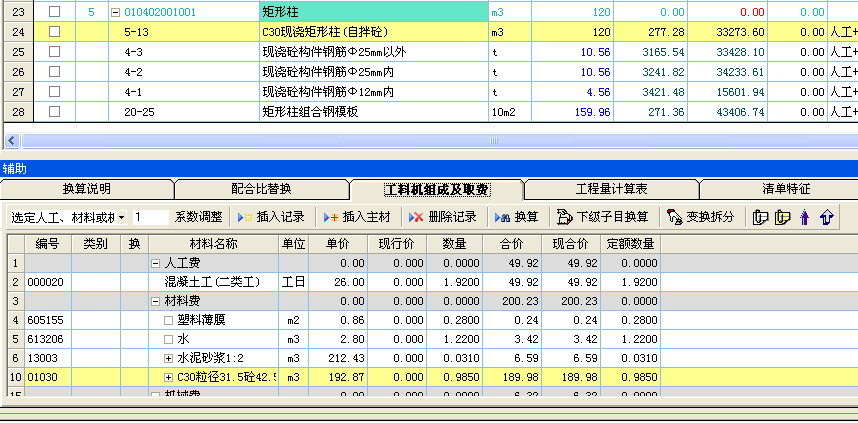 23 5 010402001001 矩形柱 m3 120 0.00 0.00 0.00
24 5-13 C30现浇矩形柱(自拌砼) m3 120 277.28 33273.60 0.00 人工+
25 4-3 现浇砼构件钢筋Φ25mm以外 t 10.56 3165.54 33428.10 0.00 人工+
26 4-2 现浇砼构件钢筋Φ25mm内 t 10.56 3241.82 34233.61 0.00 人工+
27 4-1 现浇砼构件钢筋Φ12mm内 t 4.56 3421.48 15601.94 0.00 人工+
28 20-25 矩形柱组合钢模板 10m2 159.96 271.36 43406.74 0.00 人工+
辅助
换算说明 配合比替换 工料机组成及取费 工程量计算表 清单特征
选定人工、材料或机 1 系数调整 插入记录 插入主材 删除记录 换算 下级子目换算 变换拆分
编号 类别 换 材料名称 单位 单价 现行价 数量 合价 现合价 定额数量
1 人工费 0.00 0.000 0.0000 49.92 49.92 0.0000
2 000020 混凝土工(二类工) 工日 26.00 0.000 1.9200 49.92 49.92 1.9200
3 材料费 0.00 0.000 0.0000 200.23 200.23 0.0000
4 605155 塑料薄膜 m2 0.86 0.000 0.2800 0.24 0.24 0.2800
5 613206 水 m3 2.80 0.000 1.2200 3.42 3.42 1.2200
6 13003 水泥砂浆1:2 m3 212.43 0.000 0.0310 6.59 6.59 0.0310
10 01030 C30粒径31.5砼42.5 m3 192.87 0.000 0.9850 189.98 189.98 0.9850
15 机械费 0.00 0.000 0.0000 6.32 6.32 0.0000